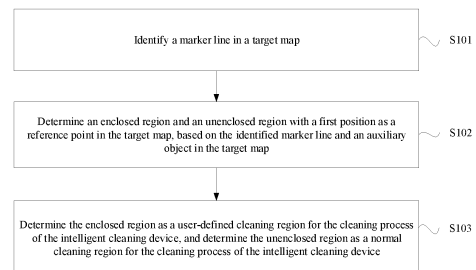 Identify a marker line in a target map
S101
Determine an enclosed region and an unenclosed region with a first position as a
reference point in the target map, based on the identified marker line and an auxiliary
object in the target map
S102
Determine the enclosed region as a user-defined cleaning region for the cleaning process
of the intelligent cleaning device, and determine the unenclosed region as a normal
cleaning region for the cleaning process of the intelligent cleaning device
S103